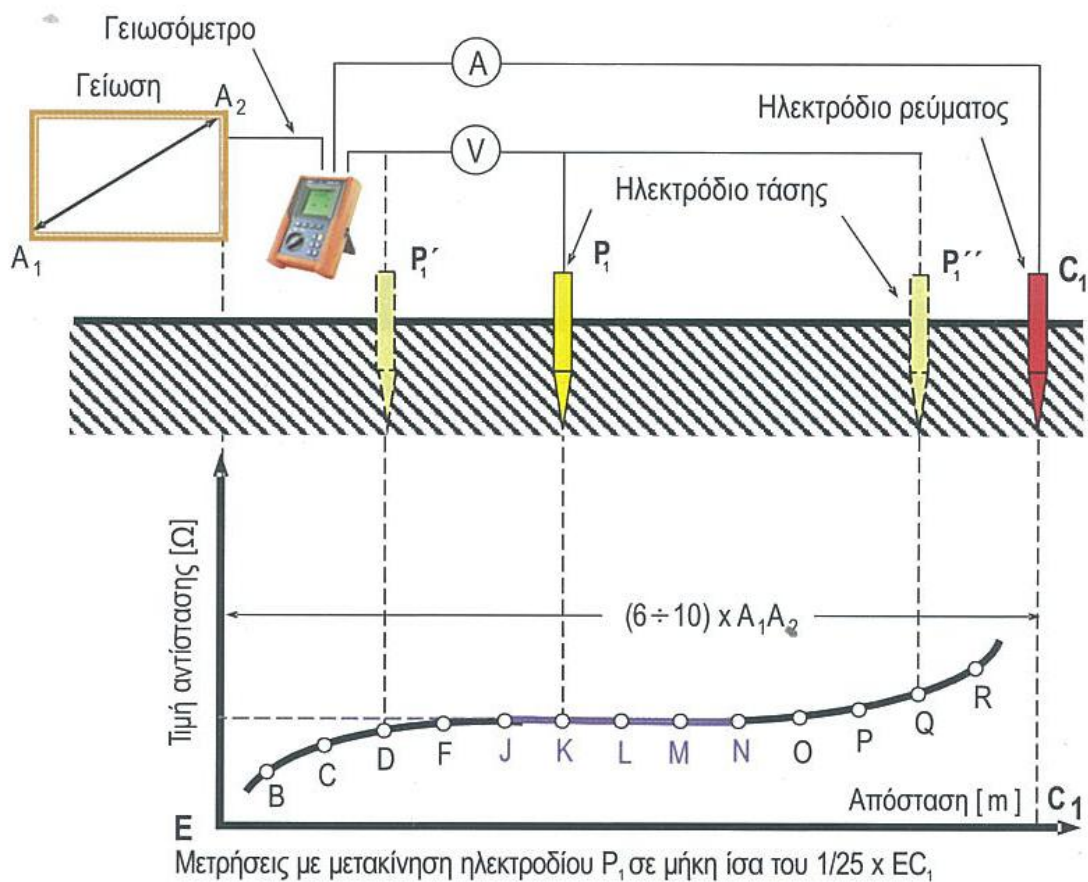 Γειωσόμετρο
Γείωση
A₂
A
Ηλεκτρόδιο ρεύματος
V
Ηλεκτρόδιο τάσης
A₁
P₁´
P₁
P₁´´
C₁
Τιμή αντίστασης [Ω]
(6÷10) x A₁A₂
B
C
D
F
J
K
L
M
N
O
P
Q
R
E
Απόσταση [ m ]
C₁
Μετρήσεις με μετακίνηση ηλεκτροδίου P₁ σε μήκη ίσα του 1/25 x EC₁